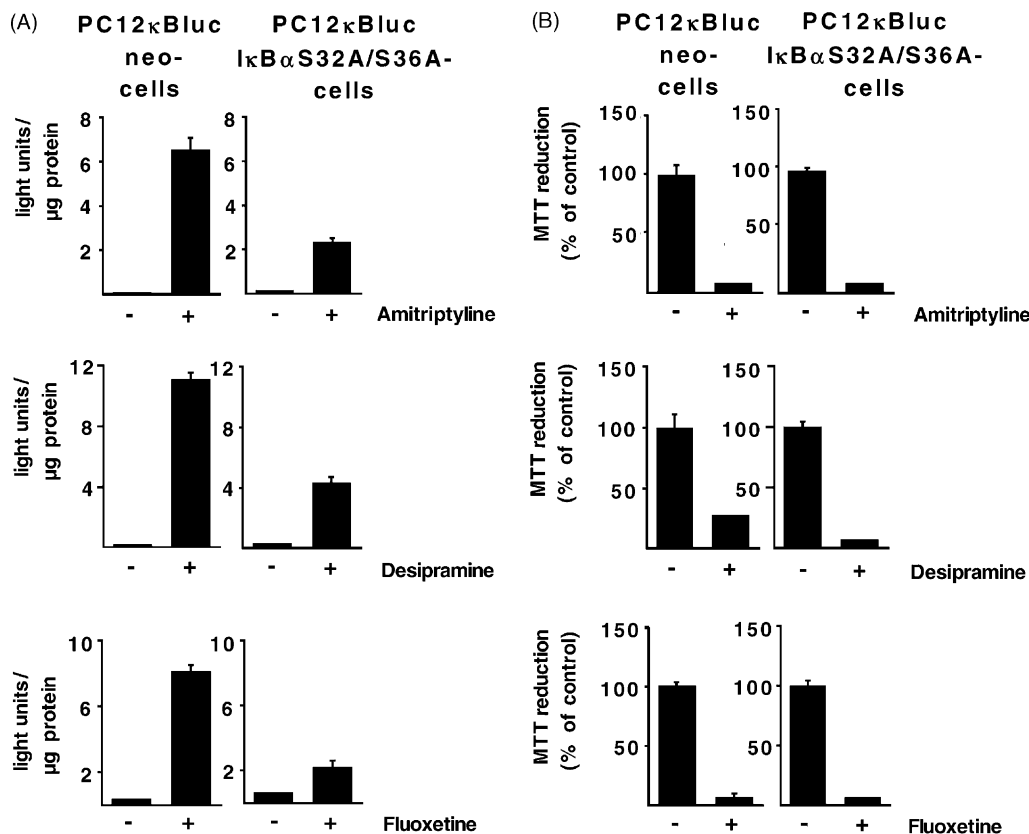 (A)
PC12κBluc
neo-
cells
PC12κBluc
IκBαS32A/S36A-
cells
light units/
µg protein
8
6
4
2
8
6
4
2
- +
- +
Amitriptyline
light units/
µg protein
12
8
4
12
8
4
- +
- +
Desipramine
light units/
µg protein
10
6
2
10
6
2
- +
- +
Fluoxetine
(B)
PC12κBluc
neo-
cells
PC12κBluc
IκBαS32A/S36A-
cells
MTT reduction
(% of control)
150
100
50
150
100
50
- +
- +
Amitriptyline
MTT reduction
(% of control)
150
100
50
150
100
50
- +
- +
Desipramine
MTT reduction
(% of control)
150
100
50
150
100
50
- +
- +
Fluoxetine